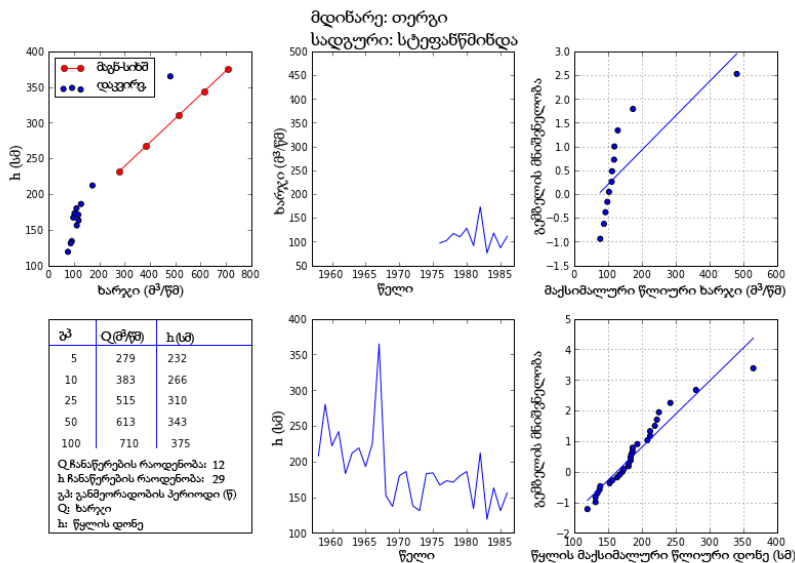 მდინარე: თერგი
სადგური: სტეფანწმინდა
400
350
300
250
200
150
100
h (სმ)
მაგნ-სიხშ
დაკვირვ.
0 100 200 300 400 500 600 700 800
ხარჯი (მ³/წმ)
500
450
400
350
300
250
200
150
100
50
ხარჯი (მ³/წმ)
1960 1965 1970 1975 1980 1985
წელი
3.0
2.5
2.0
1.5
1.0
0.5
0.0
−0.5
−1.0
−1.5
გემბელის მნიშვნელობა
0 100 200 300 400 500 600
მაქსიმალური წლიური ხარჯი (მ³/წმ)
გპ Q(მ³/წმ) h (სმ)
5 279 232
10 383 266
25 515 310
50 613 343
100 710 375
Q ჩანაწერების რაოდენობა: 12
h ჩანაწერების რაოდენობა: 29
გპ: განმეორადობის პერიოდი (წ)
Q: ხარჯი
h: წყლის დონე
400
350
300
250
200
150
100
h (სმ)
1960 1965 1970 1975 1980 1985
წელი
5
4
3
2
1
0
−1
−2
გემბელის მნიშვნელობა
100 150 200 250 300 350 400
წყლის მაქსიმალური წლიური დონე (სმ)